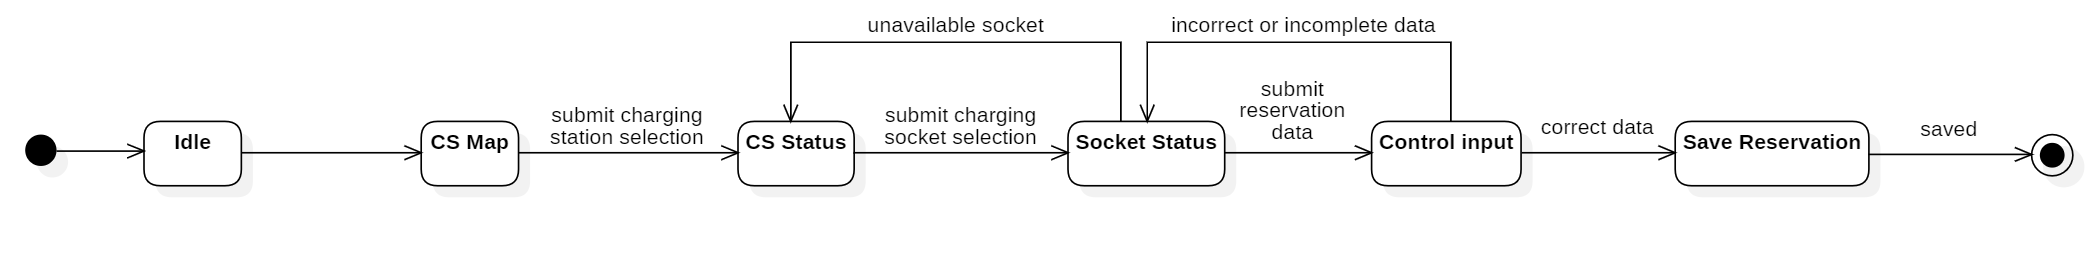 unavailable socket
incorrect or incomplete data
submit
reservation
data
submit charging
station selection
submit charging
socket selection
correct data
saved
Idle
CS Map
CS Status
Socket Status
Control input
Save Reservation